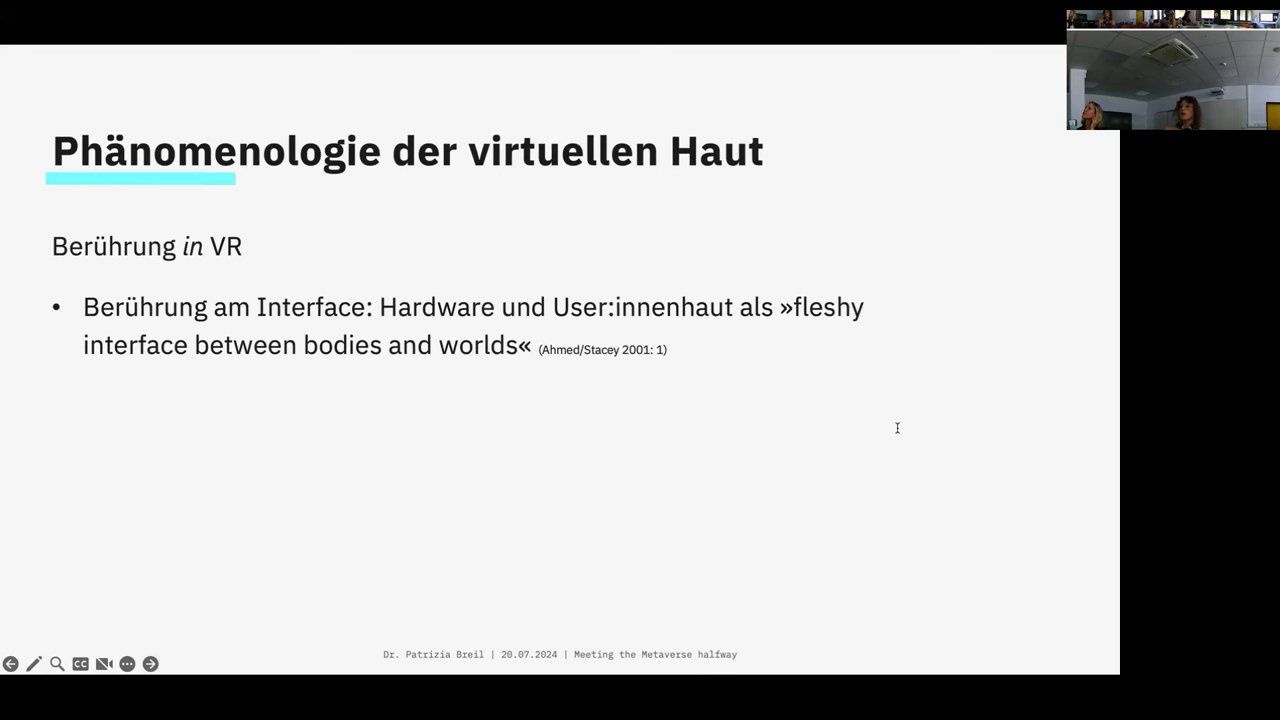 Phänomenologie der virtuellen Haut
Berührung in VR
• Berührung am Interface: Hardware und User:innenhaut als »fleshy
interface between bodies and worlds« (Ahmed/Stacey 2001: 1)
CC
Dr. Patrizia Breil | 20.07.2024 | Meeting the Metaverse halfway